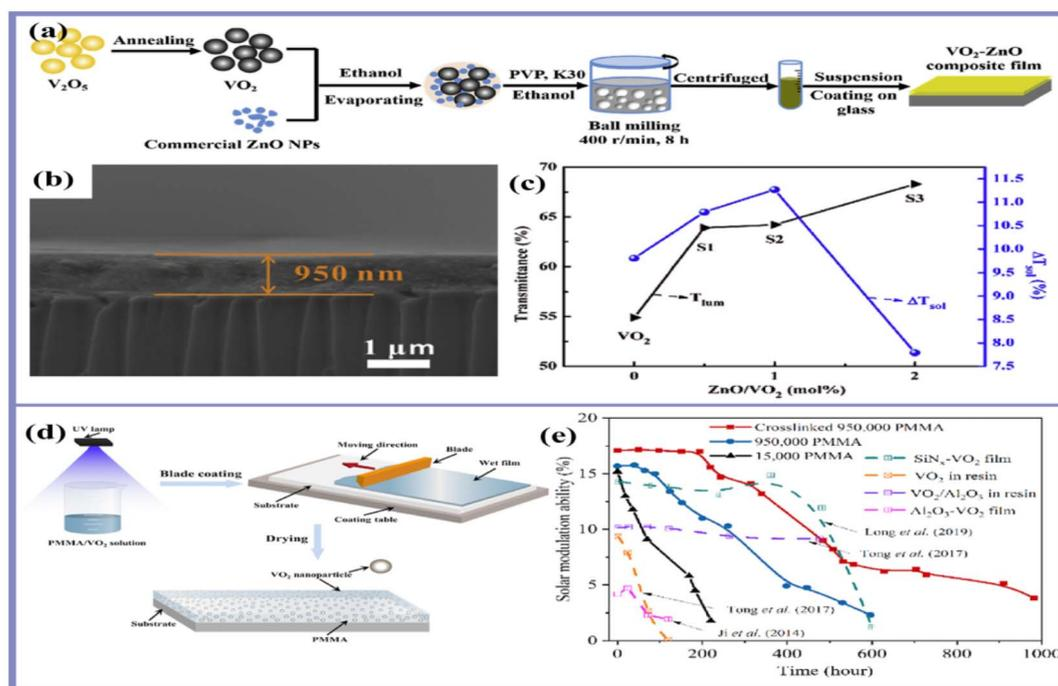 (a)
Annealing
V₂O₅
VO₂
Commercial ZnO NPs
Ethanol
Evaporating
PVP, K30
Ethanol
Ball milling
400 r/min, 8 h
Centrifuged
Suspension
Coating on
glass
VO₂-ZnO
composite film
(b)
950 nm
1 μm
(c)
Transmittance (%)
70
65
60
55
50
VO₂
S1
S2
S3
T_lum
ΔT_sol
11.5
11.0
10.5
10.0
9.5
9.0
8.5
8.0
7.5
ΔT_sol (%)
0
1
2
ZnO/VO₂ (mol%)
(d)
UV lamp
PMMA/VO₂ solution
Blade coating
Moving direction
Blade
Wet film
Substrate
Coating table
Drying
VO₂ nanoparticle
Substrate
PMMA
(e)
Solar modulation ability (%)
20
15
10
5
0
Crosslinked 950,000 PMMA
950,000 PMMA
15,000 PMMA
SiNₓ-VO₂ film
VO₂ in resin
VO₂/Al₂O₃ in resin
Al₂O₃-VO₂ film
Long et al. (2019)
Tong et al. (2017)
Tong et al. (2017)
Ji et al. (2014)
0
200
400
600
800
1000
Time (hour)